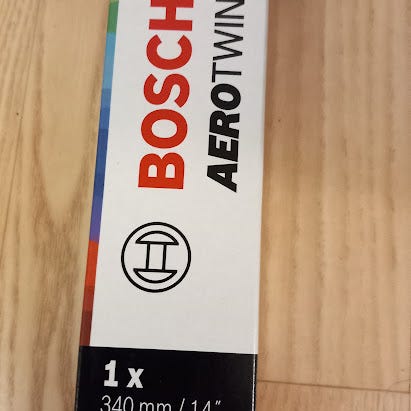 BOSCH
AEROTWIN
1 x
340 mm / 14"